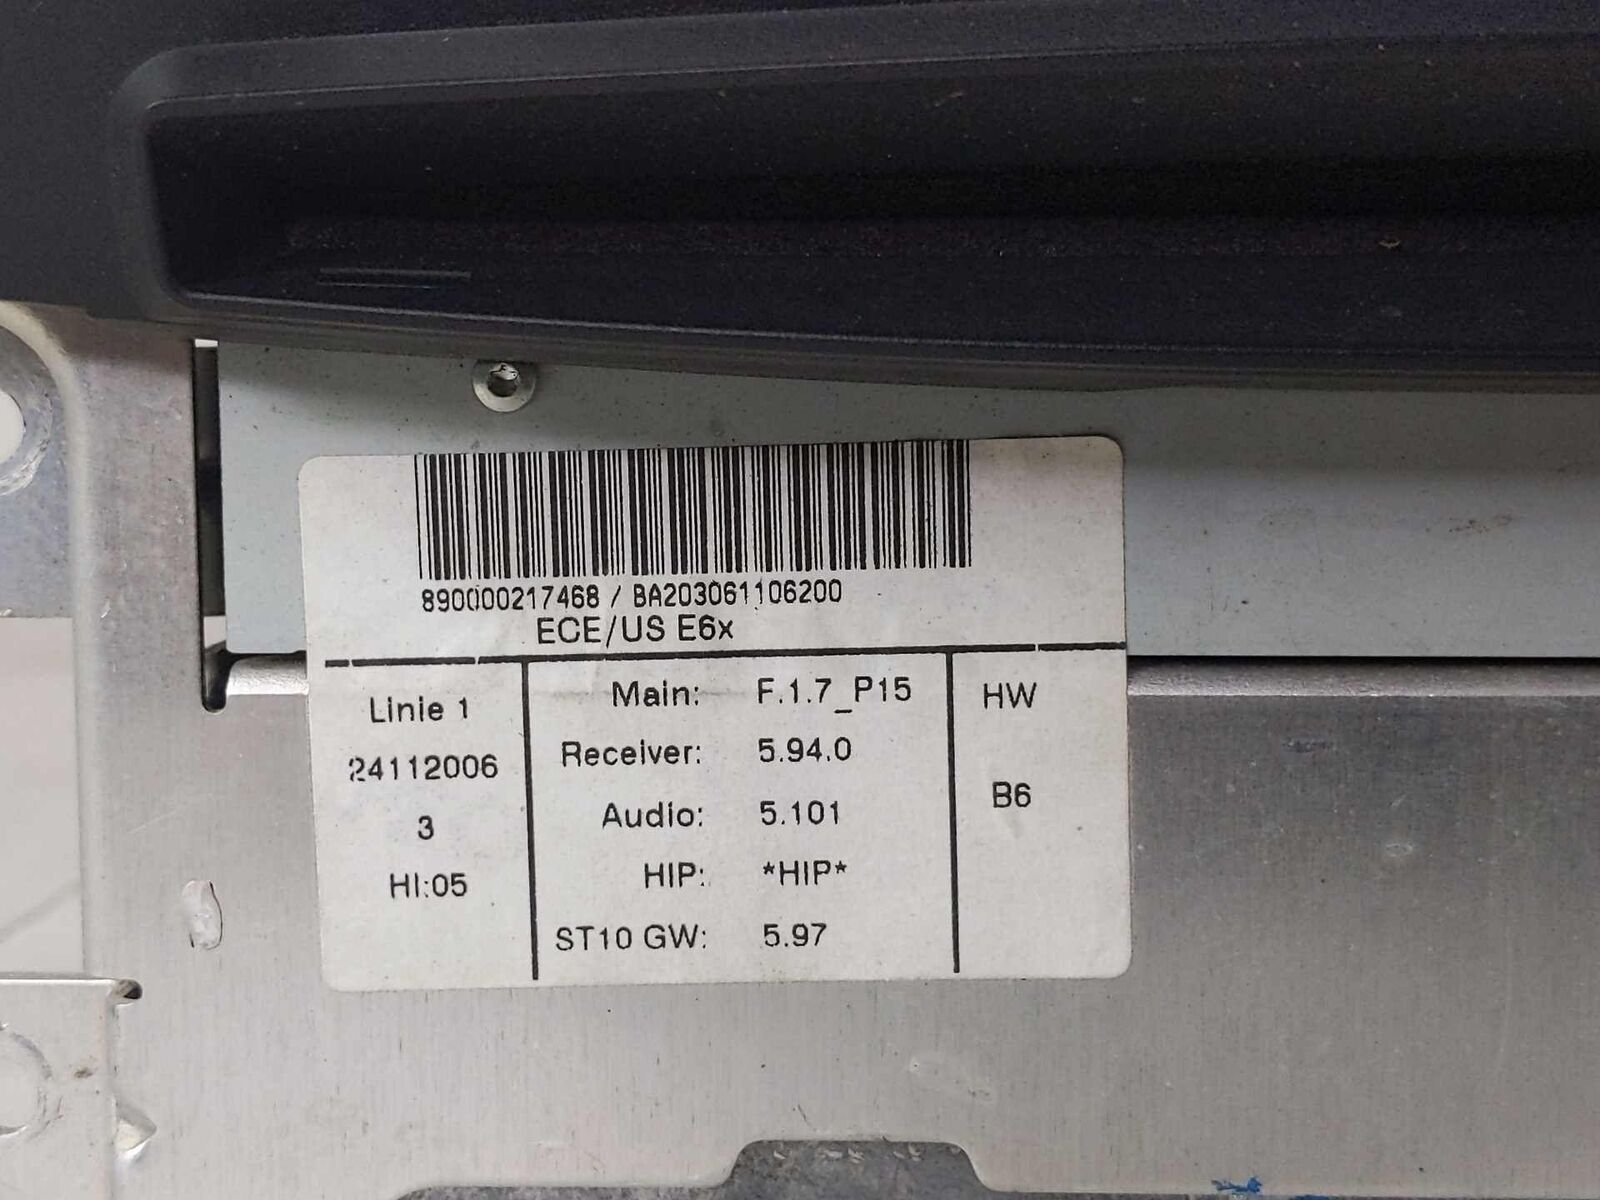 890000217468 / BA203061106200
ECE/US E6x
Linie 1
24112006
3
HI:05
Main: F.1.7_P15
Receiver: 5.94.0
Audio: 5.101
HIP: *HIP*
ST10 GW: 5.97
HW
B6